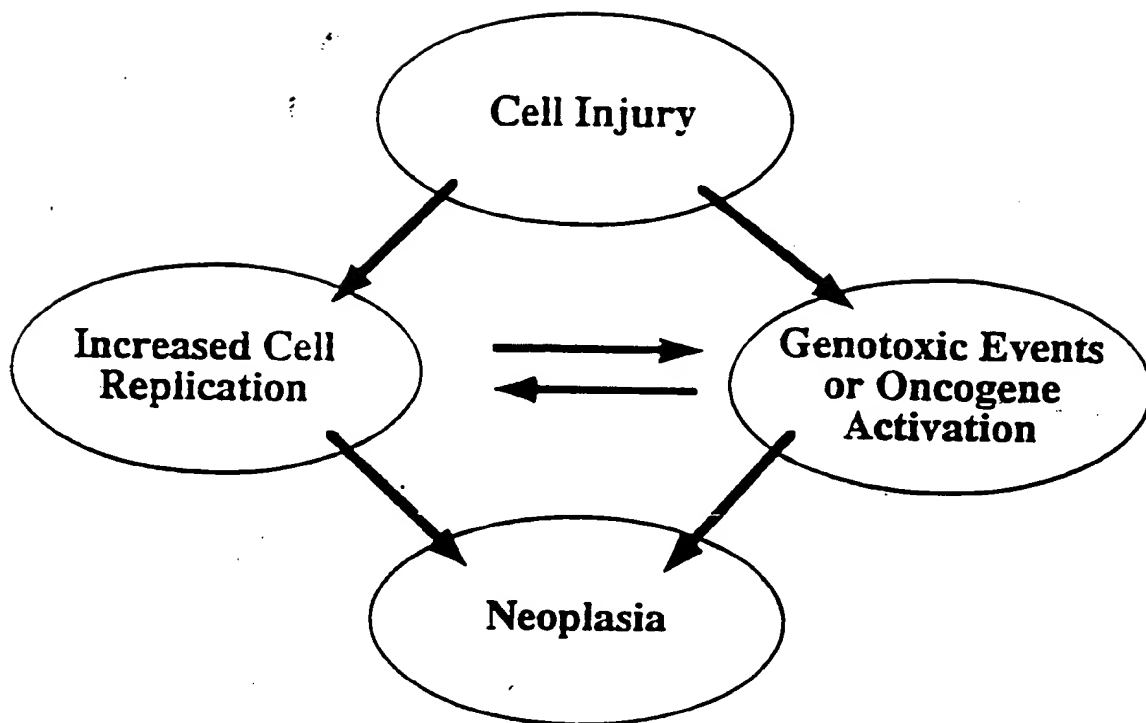 Cell Injury
Increased Cell
Replication
Genotoxic Events
or Oncogene
Activation
Neoplasia